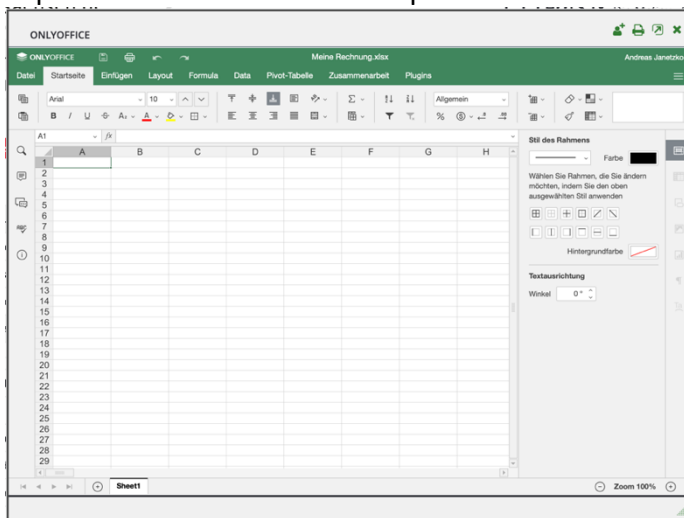 ONLYOFFICE
ONLYOFFICE
Meine Rechnung.xlsx
Andreas Janetzko
Datei Startseite Einfügen Layout Formula Data Pivot-Tabelle Zusammenarbeit Plugins
Arial 10 Allgemein
B I U
A1 fx
A B C D E F G H
1
2
3
4
5
6
7
8
9
10
11
12
13
14
15
16
17
18
19
20
21
22
23
24
25
26
27
28
29
Stil des Rahmens
Farbe
Wählen Sie Rahmen, die Sie ändern
möchten, indem Sie den oben
ausgewählten Stil anwenden
Hintergrundfarbe
Textausrichtung
Winkel 0 °
Sheet1
Zoom 100%